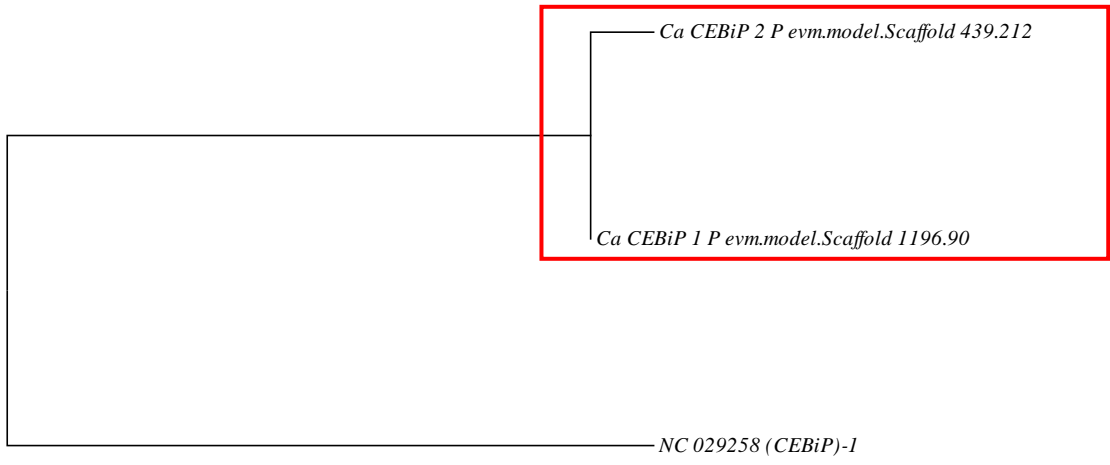 Ca CEBiP 2 P evm.model.Scaffold 439.212
Ca CEBiP 1 P evm.model.Scaffold 1196.90
NC 029258 (CEBiP)-1